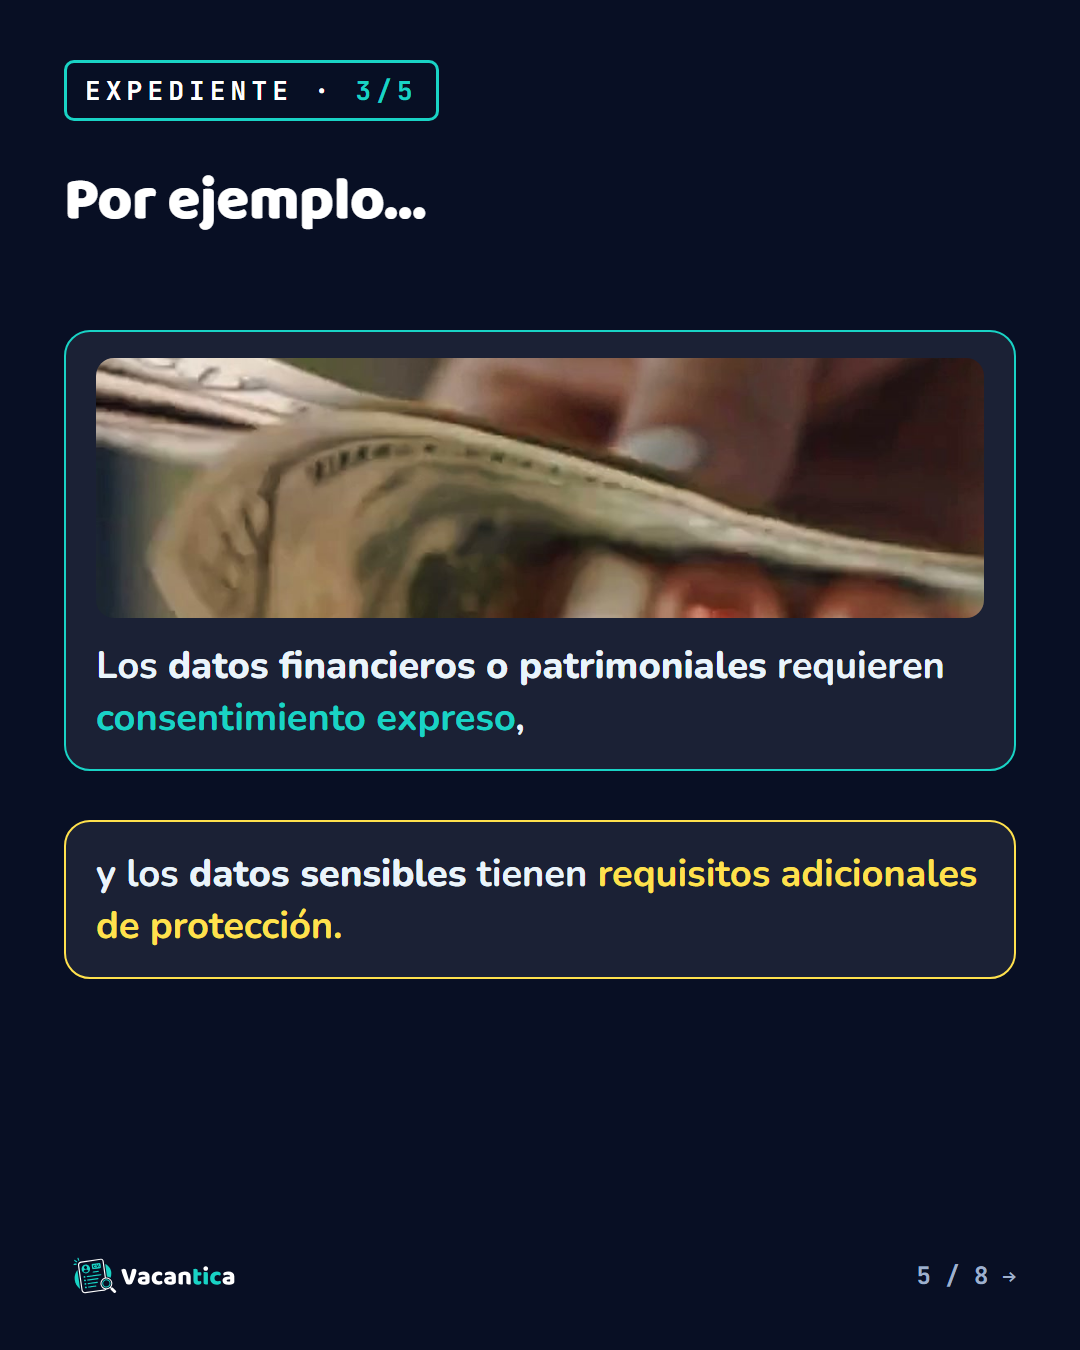 EXPEDIENTE · 3/5
Por ejemplo...
Los datos financieros o patrimoniales requieren
consentimiento expreso,
y los datos sensibles tienen requisitos adicionales
de protección.
Vacantica
5 / 8 →